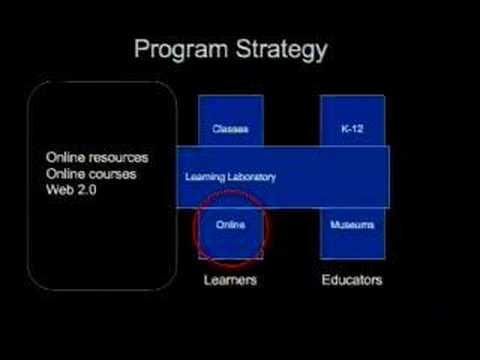 Program Strategy
Classes
K-12
Online resources
Online courses
Web 2.0
Learning Laboratory
Online
Museums
Learners
Educators